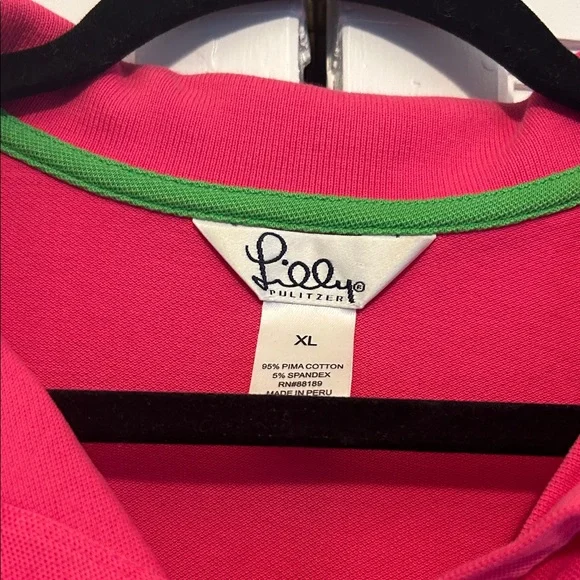 Lilly®
PULITZER
XL
95% PIMA COTTON
5% SPANDEX
RN#88189
MADE IN PERU